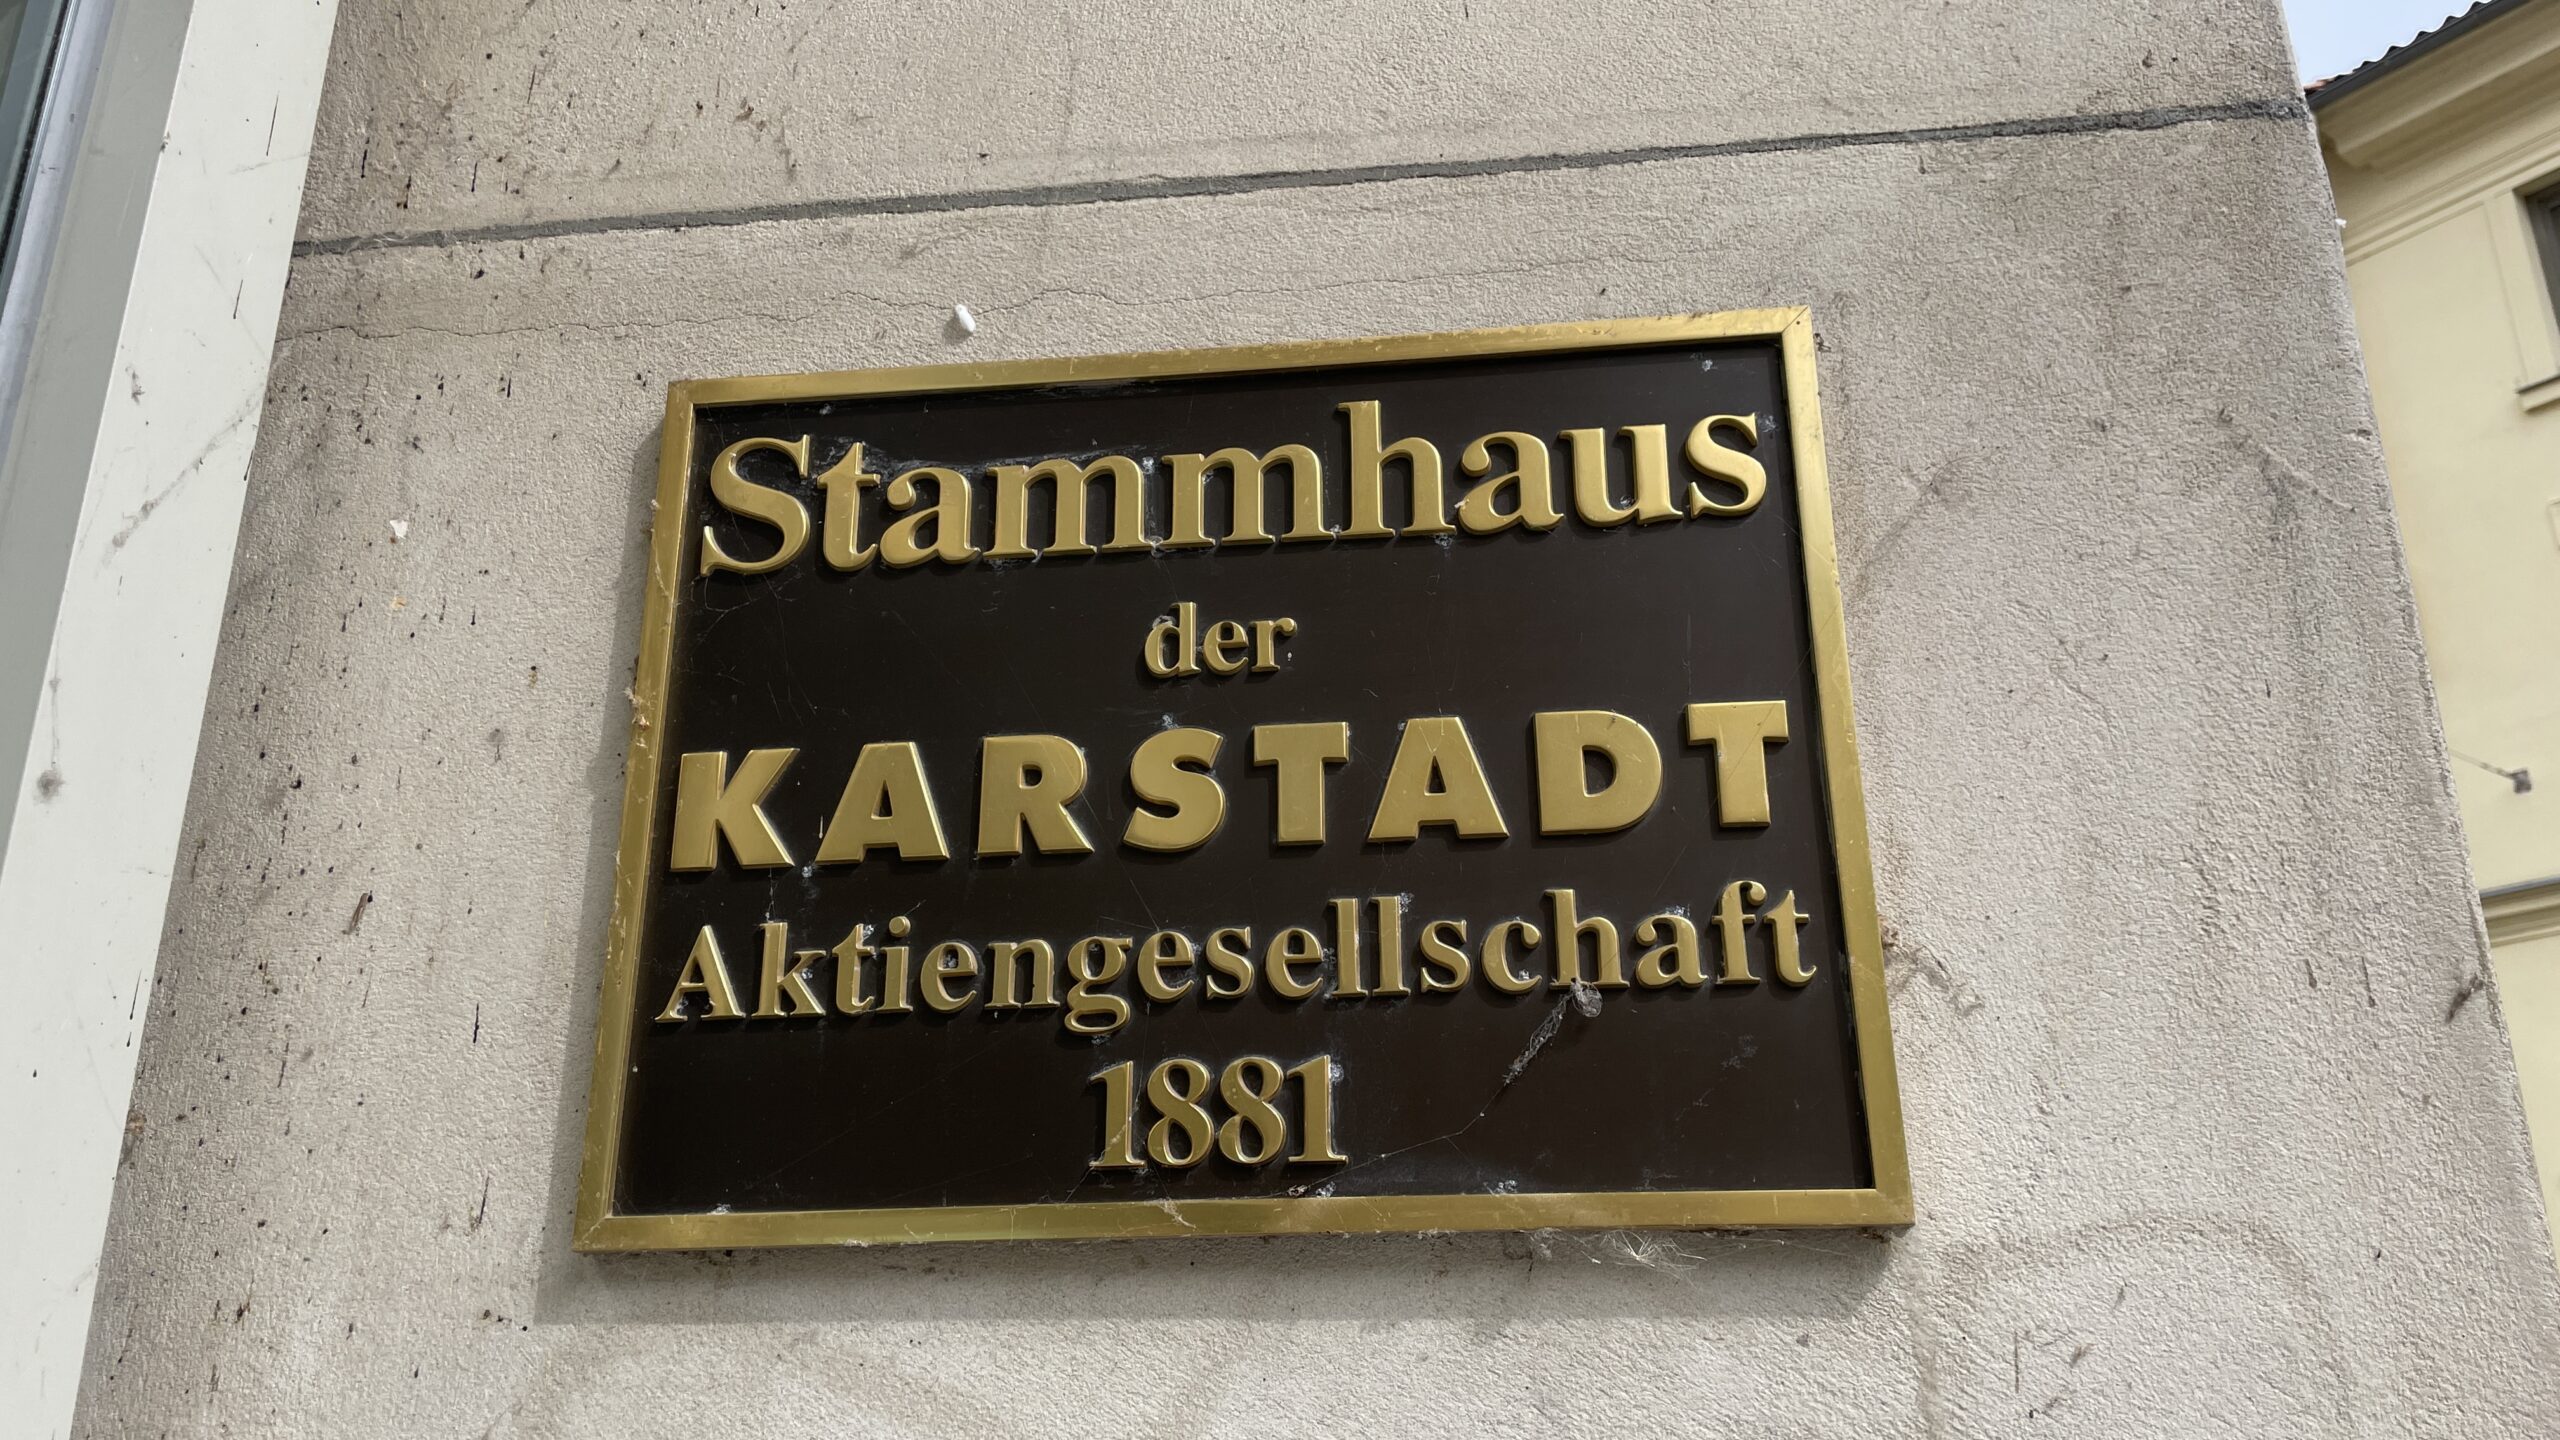 Stammhaus
der
KARSTADT
Aktiengesellschaft
1881